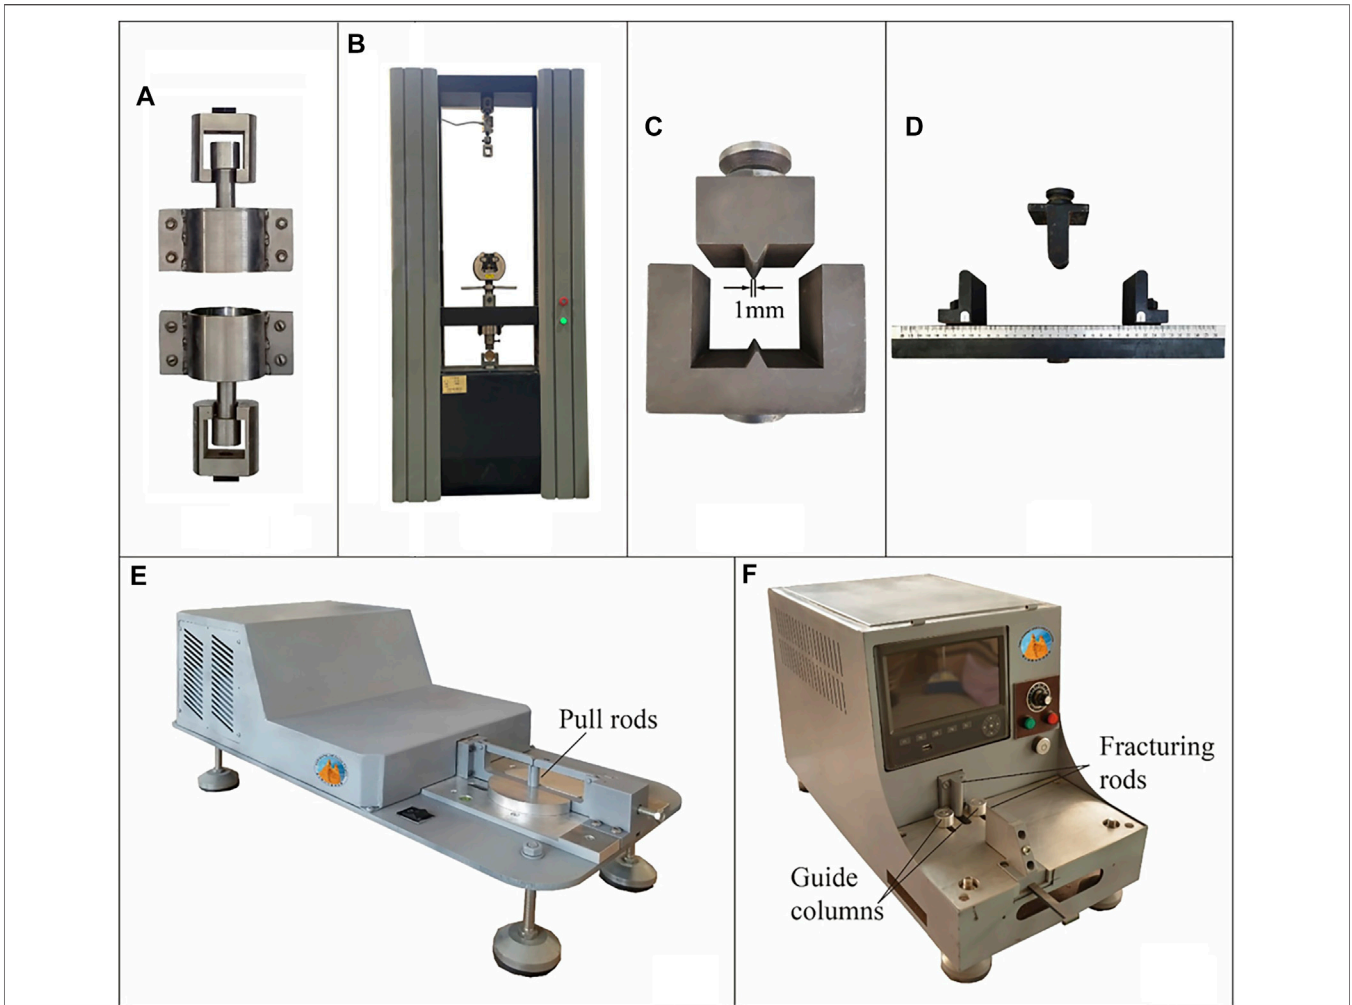 A
B
C
D
1mm
E
Pull rods
F
Fracturing
rods
Guide
columns